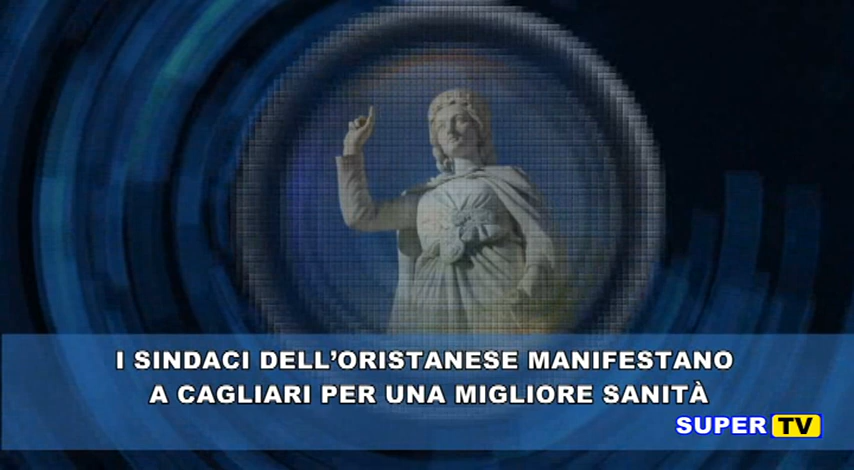 I SINDACI DELL’ORISTANESE MANIFESTANO
A CAGLIARI PER UNA MIGLIORE SANITÀ
SUPER TV